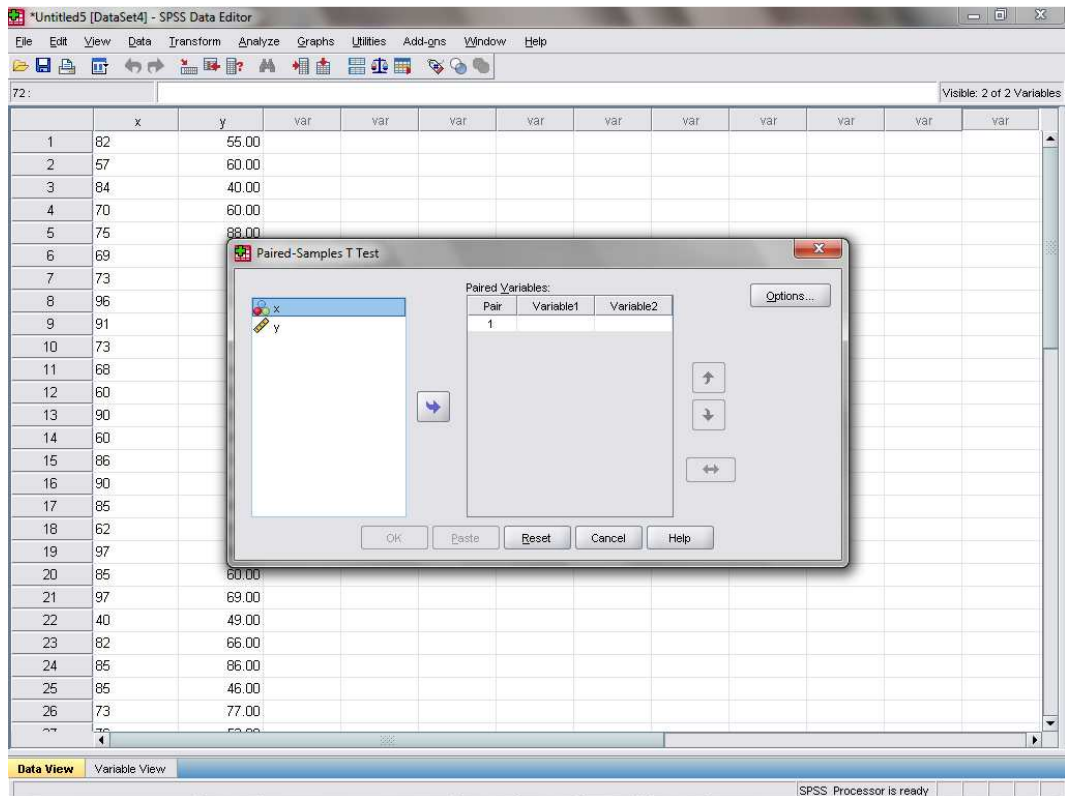 *Untitled5 [DataSet4] - SPSS Data Editor
File Edit View Data Transform Analyze Graphs Utilities Add-ons Window Help
72 :
Visible: 2 of 2 Variables
x y var var var var var var var var var var
1 82 55.00
2 57 60.00
3 84 40.00
4 70 60.00
5 75 88.00
6 69
7 73
8 96
9 91
10 73
11 68
12 60
13 90
14 60
15 86
16 90
17 85
18 62
19 97
20 85 60.00
21 97 69.00
22 40 49.00
23 82 66.00
24 85 86.00
25 85 46.00
26 73 77.00
Paired-Samples T Test
x
y
Paired Variables:
Pair Variable1 Variable2
1
Options...
OK Paste Reset Cancel Help
Data View Variable View
SPSS Processor is ready